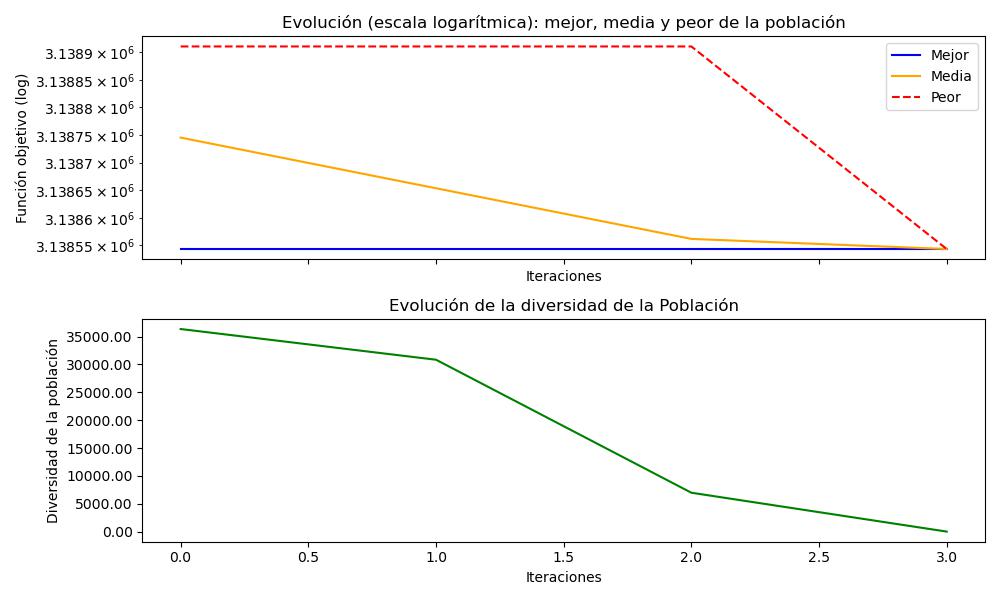 Evolución (escala logarítmica): mejor, media y peor de la población
Función objetivo (log)
3.1389 × 10⁶
3.13885 × 10⁶
3.1388 × 10⁶
3.13875 × 10⁶
3.1387 × 10⁶
3.13865 × 10⁶
3.1386 × 10⁶
3.13855 × 10⁶
Mejor
Media
Peor
Iteraciones
Evolución de la diversidad de la Población
Diversidad de la población
35000.00
30000.00
25000.00
20000.00
15000.00
10000.00
5000.00
0.00
0.0 0.5 1.0 1.5 2.0 2.5 3.0
Iteraciones